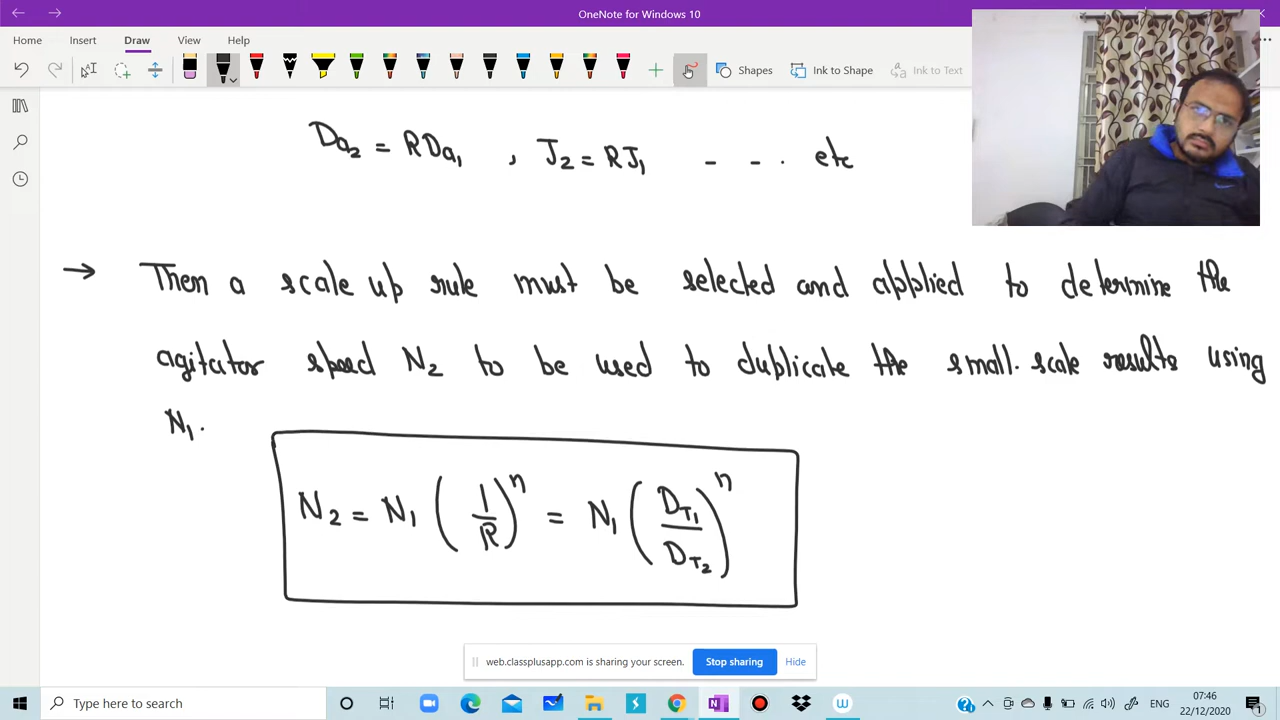 OneNote for Windows 10
Home Insert Draw View Help
Shapes Ink to Shape Ink to Text
Da2 = RDa1 , J2 = RJ1 - - . etc
→ Then a scale up rule must be selected and applied to determine the
agitator speed N2 to be used to duplicate the small-scale results using
N1.
N2 = N1 (1/R)^n = N1 (DT1/DT2)^n
web.classplusapp.com is sharing your screen. Stop sharing Hide
Type here to search
ENG
07:46
22/12/2020